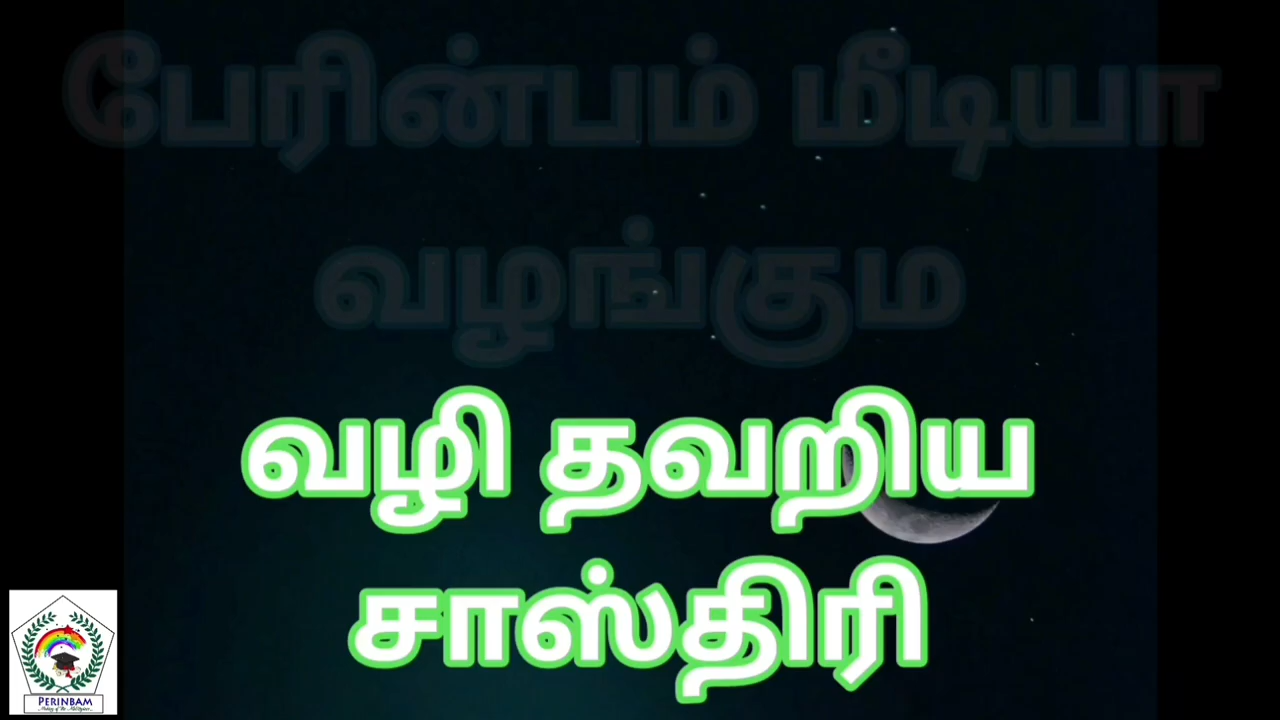 பேரின்பம் மீடியா
வழங்கும
வழி தவறிய
சாஸ்திரி
PERINBAM